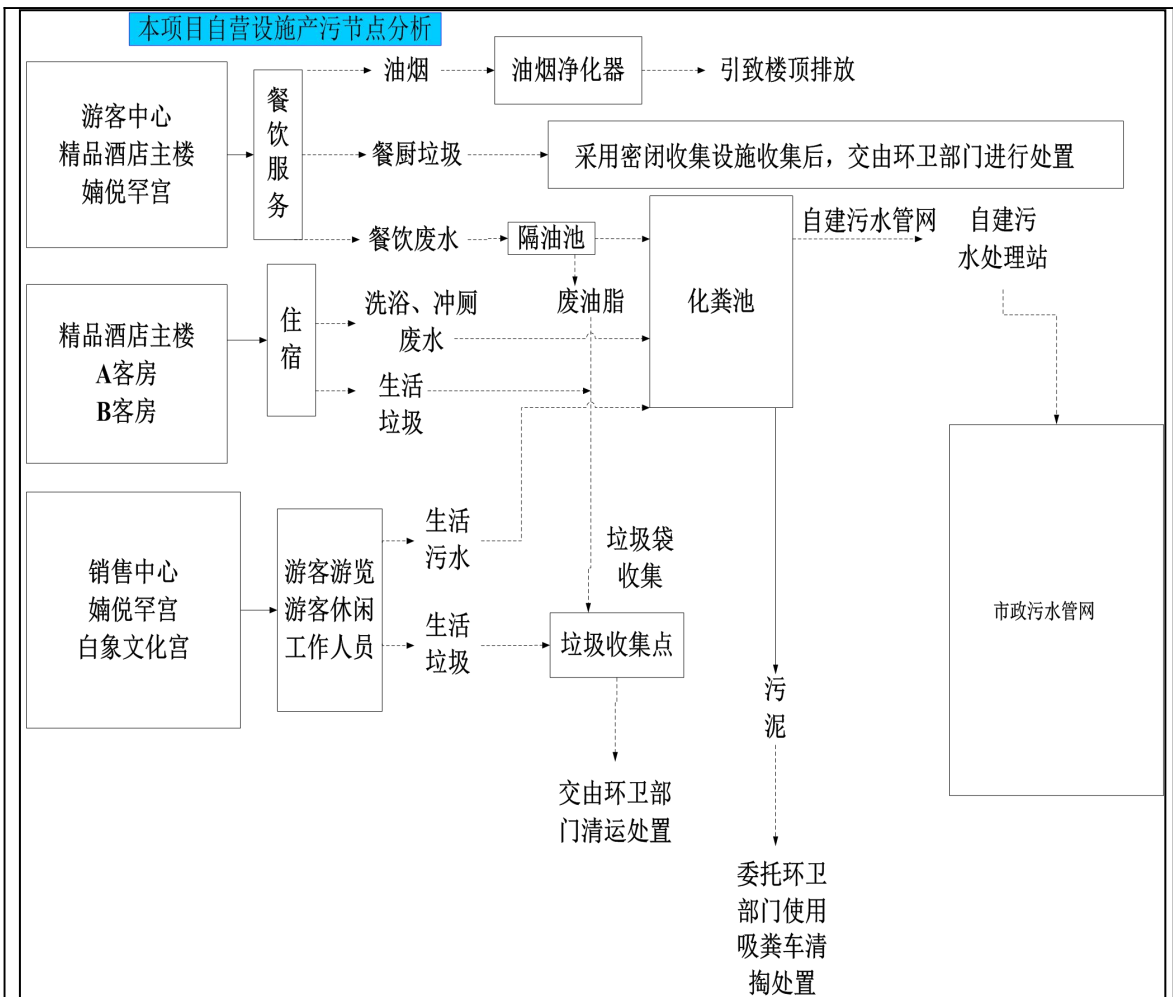 本项目自营设施产污节点分析
游客中心
精品酒店主楼
婻悦罕宫
餐
饮
服
务
油烟
油烟净化器
引致楼顶排放
餐厨垃圾
采用密闭收集设施收集后，交由环卫部门进行处置
餐饮废水
隔油池
废油脂
化粪池
自建污水管网
自建污
水处理站
精品酒店主楼
A客房
B客房
住
宿
洗浴、冲厕
废水
生活
垃圾
销售中心
婻悦罕宫
白象文化宫
游客游览
游客休闲
工作人员
生活
污水
生活
垃圾
垃圾袋
收集
垃圾收集点
交由环卫部
门清运处置
污
泥
委托环卫
部门使用
吸粪车清
掏处置
市政污水管网